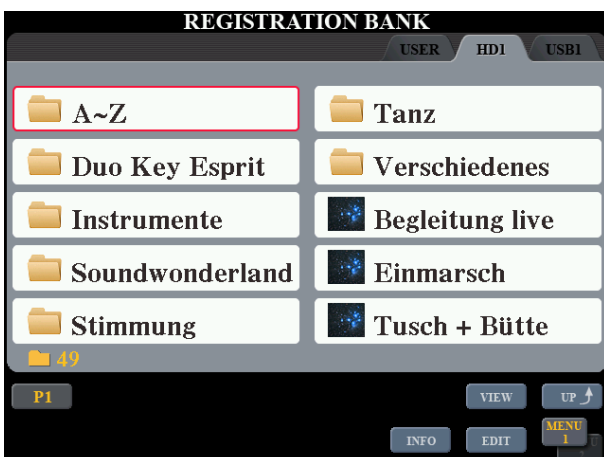 REGISTRATION BANK
USER HD1 USB1
A~Z
Duo Key Esprit
Instrumente
Soundwonderland
Stimmung
Tanz
Verschiedenes
Begleitung live
Einmarsch
Tusch + Bütte
49
P1
VIEW UP
INFO EDIT MENU
1